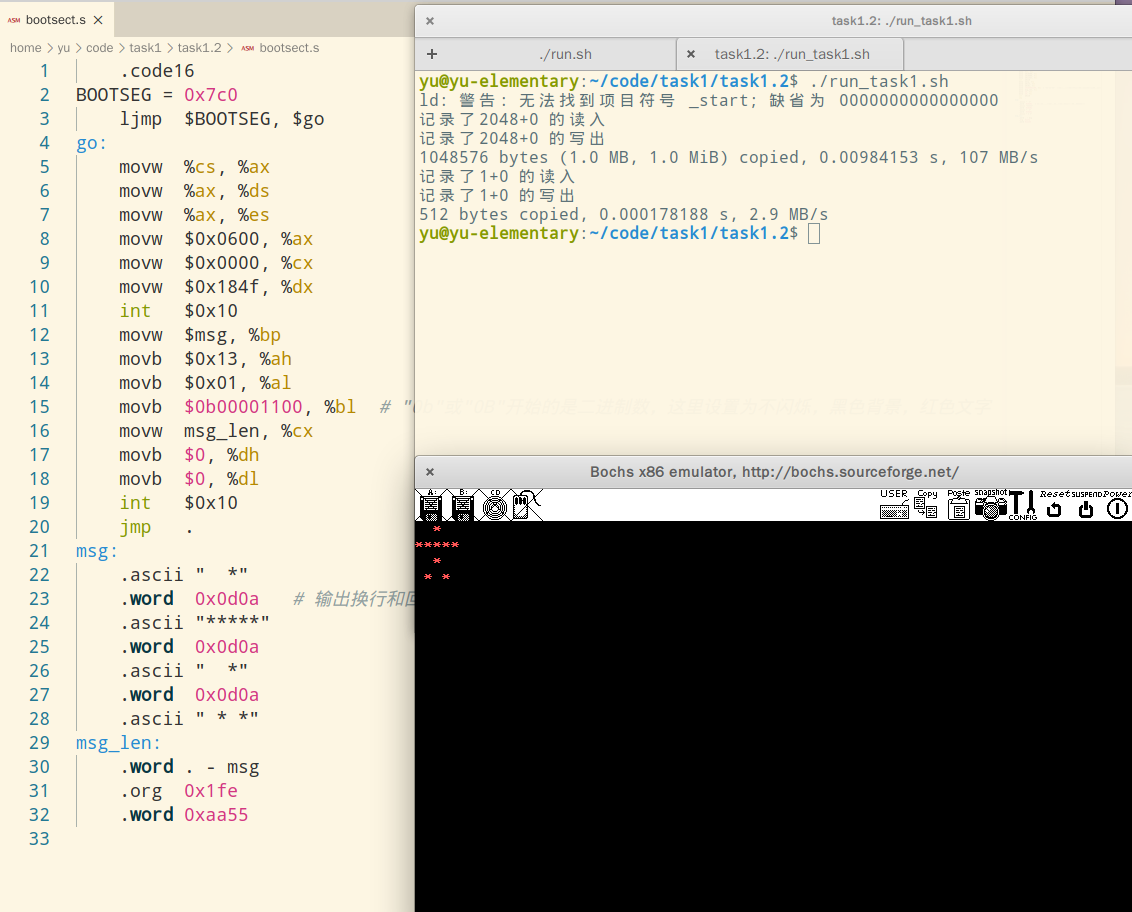 ASM bootsect.s ×
home > yu > code > task1 > task1.2 > ASM bootsect.s
1 .code16
2 BOOTSEG = 0x7c0
3 ljmp $BOOTSEG, $go
4 go:
5 movw %cs, %ax
6 movw %ax, %ds
7 movw %ax, %es
8 movw $0x0600, %ax
9 movw $0x0000, %cx
10 movw $0x184f, %dx
11 int $0x10
12 movw $msg, %bp
13 movb $0x13, %ah
14 movb $0x01, %al
15 movb $0b00001100, %bl # "
16 movw msg_len, %cx
17 movb $0, %dh
18 movb $0, %dl
19 int $0x10
20 jmp .
21 msg:
22 .ascii "  *"
23 .word 0x0d0a # 输出换行和回
24 .ascii "*****"
25 .word 0x0d0a
26 .ascii "  *"
27 .word 0x0d0a
28 .ascii " * *"
29 msg_len:
30 .word . - msg
31 .org 0x1fe
32 .word 0xaa55
33
× task1.2: ./run_task1.sh
+ ./run.sh × task1.2: ./run_task1.sh
yu@yu-elementary:~/code/task1/task1.2$ ./run_task1.sh
ld: 警告: 无法找到项目符号 _start; 缺省为 0000000000000000
记录了2048+0 的读入
记录了2048+0 的写出
1048576 bytes (1.0 MB, 1.0 MiB) copied, 0.00984153 s, 107 MB/s
记录了1+0 的读入
记录了1+0 的写出
512 bytes copied, 0.000178188 s, 2.9 MB/s
yu@yu-elementary:~/code/task1/task1.2$
× Bochs x86 emulator, http://bochs.sourceforge.net/
A: B: CD USER Copy Paste snapshot CONFIG Reset SUSPEND Power
  *
*****
  *
 * *